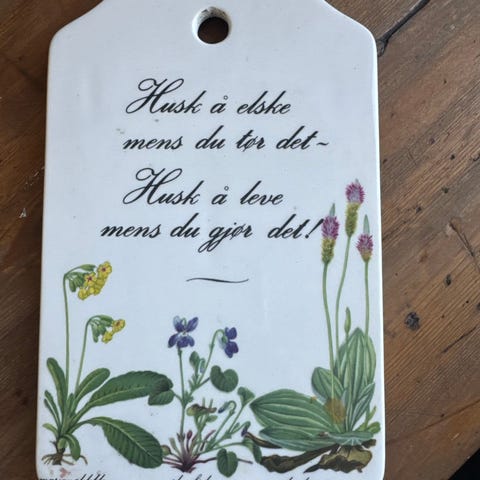 Husk å elske
mens du tør det~
Husk å leve
mens du gjør det!